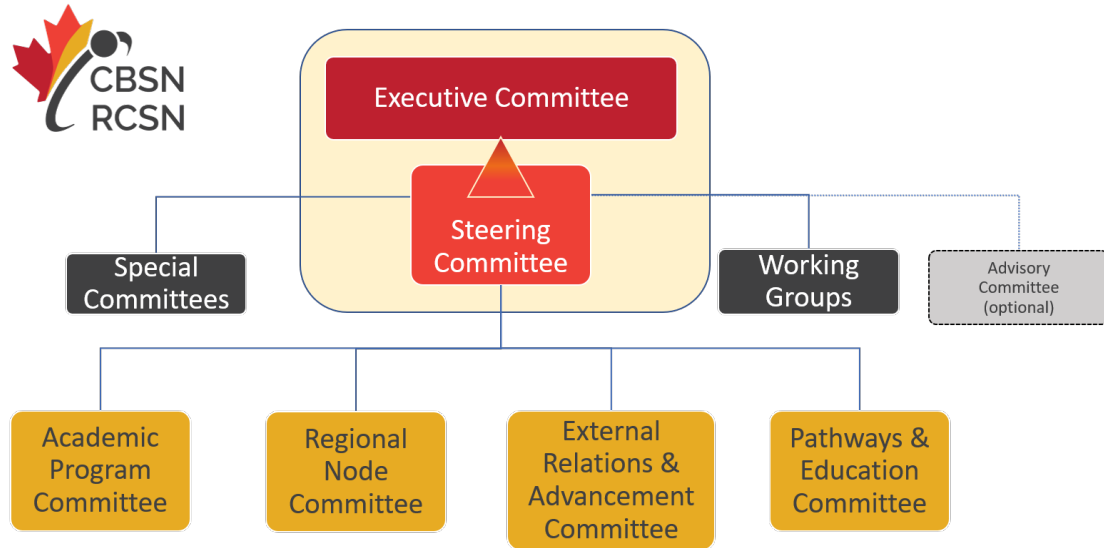 CBSN
RCSN
Executive Committee
Steering
Committee
Special
Committees
Working
Groups
Advisory
Committee
(optional)
Academic
Program
Committee
Regional
Node
Committee
External
Relations &
Advancement
Committee
Pathways &
Education
Committee